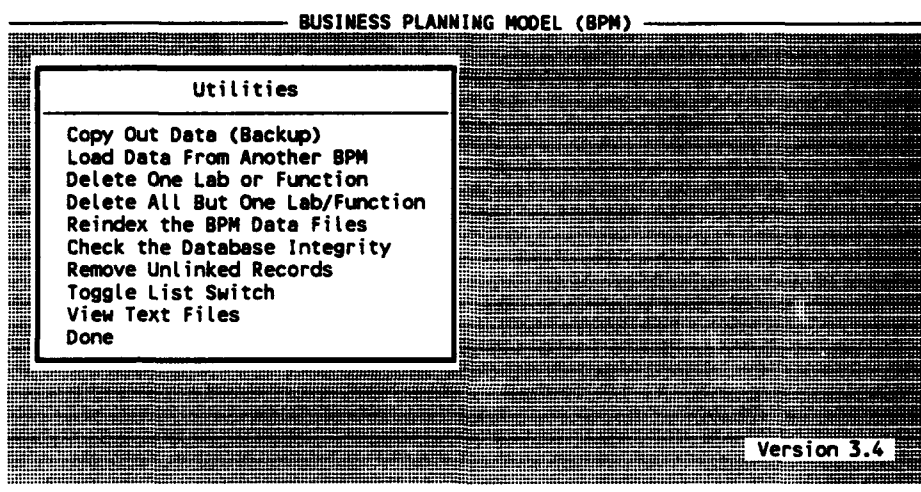 BUSINESS PLANNING MODEL (BPM)
Utilities
Copy Out Data (Backup)
Load Data From Another BPM
Delete One Lab or Function
Delete All But One Lab/Function
Reindex the BPM Data Files
Check the Database Integrity
Remove Unlinked Records
Toggle List Switch
View Text Files
Done
Version 3.4